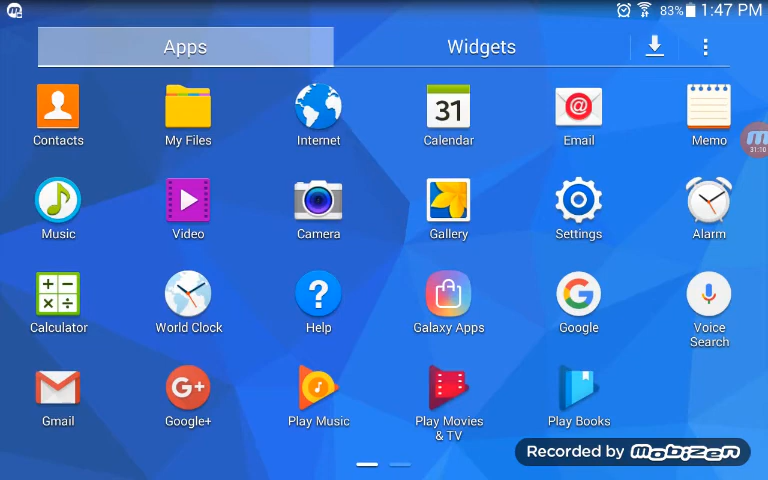 83% 1:47 PM
Apps Widgets
31
Contacts My Files Internet Calendar Email Memo
31:10
Music Video Camera Gallery Settings Alarm
Calculator World Clock Help Galaxy Apps Google Voice
Search
G+
Gmail Google+ Play Music Play Movies Play Books
& TV
Recorded by mobizen